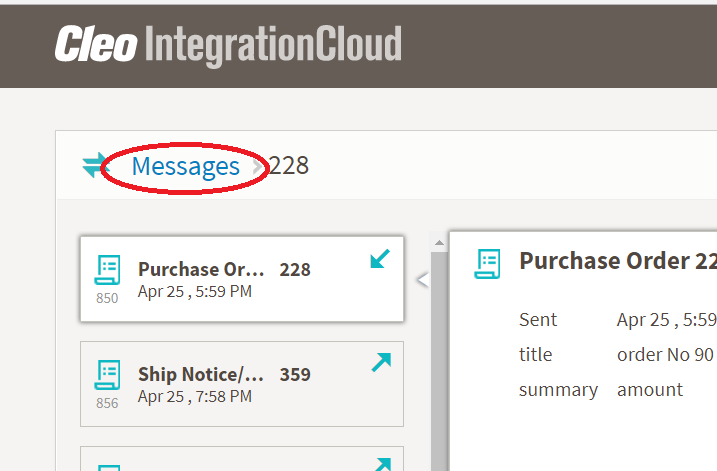 Cleo IntegrationCloud
Messages > 228
Purchase Or... 228
850
Apr 25 , 5:59 PM
Ship Notice/... 359
856
Apr 25 , 7:58 PM
Purchase Order 22
Sent Apr 25 , 5:59
title order No 90
summary amount